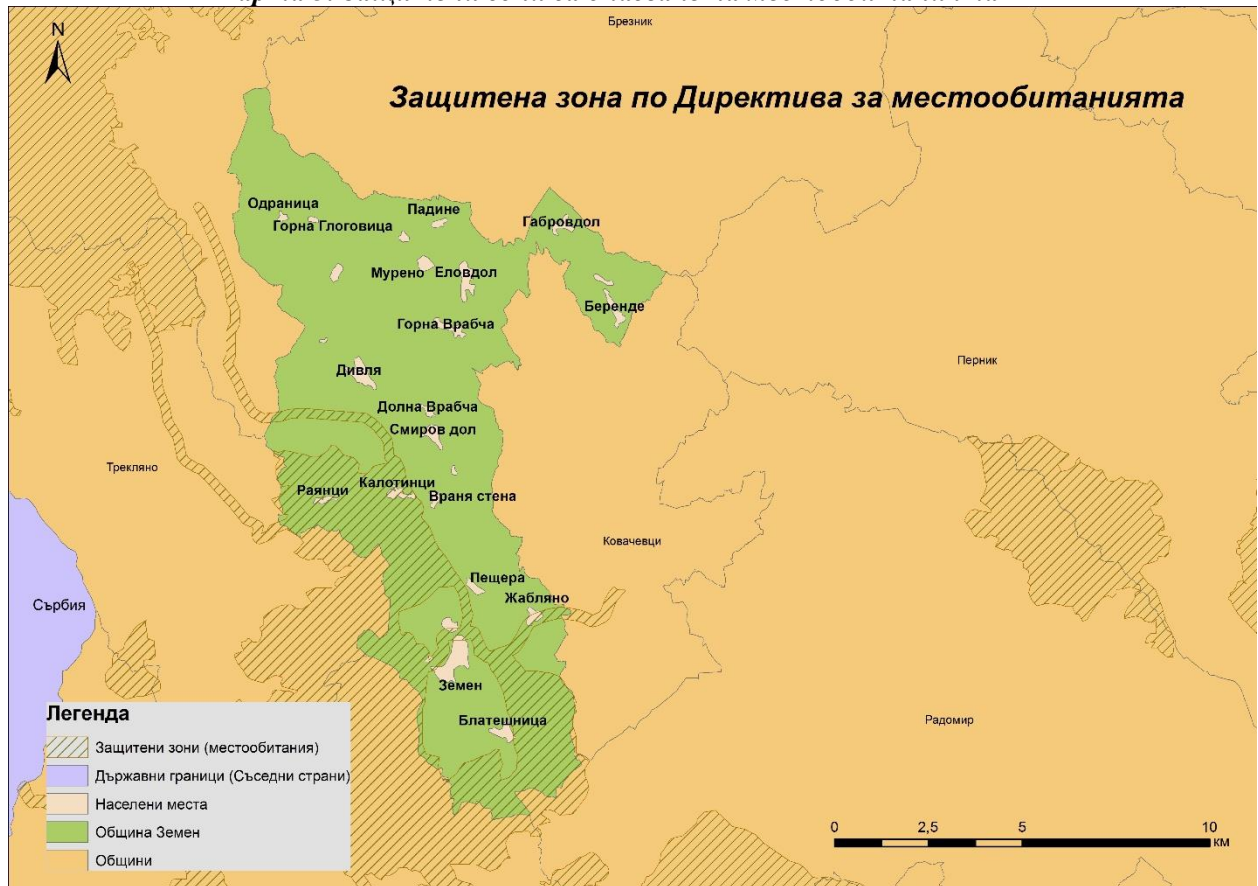 Брезник
N
Защитена зона по Директива за местообитанията
Одраница
Горна Глоговица
Падине
Габровдол
Мурено
Еловдол
Беренде
Горна Врабча
Перник
Дивля
Долна Врабча
Смиров дол
Трекляно
Раянци
Калотинци
Враня стена
Ковачевци
Пещера
Жабляно
Сърбия
Земен
Блатешница
Радомир
Легенда
Защитени зони (местообитания)
Държавни граници (Съседни страни)
Населени места
Община Земен
Общини
0 2,5 5 10
км